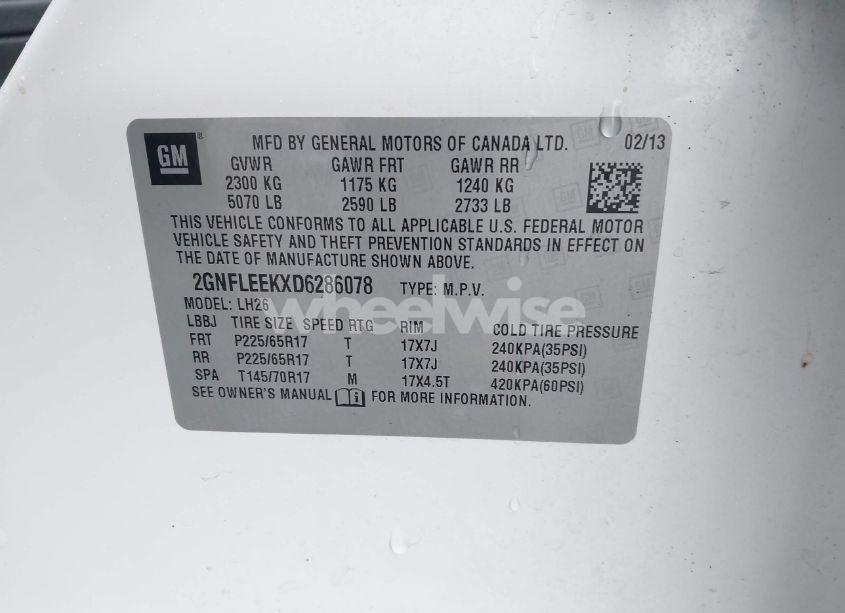 GM ® MFD BY GENERAL MOTORS OF CANADA LTD. 02/13
GVWR GAWR FRT GAWR RR
2300 KG 1175 KG 1240 KG
5070 LB 2590 LB 2733 LB
THIS VEHICLE CONFORMS TO ALL APPLICABLE U.S. FEDERAL MOTOR
VEHICLE SAFETY AND THEFT PREVENTION STANDARDS IN EFFECT ON
THE DATE OF MANUFACTURE SHOWN ABOVE.
2GNFLEEKXD6286078 TYPE: M.P.V.
MODEL: LH26
wheelwise
LBBJ TIRE SIZE SPEED RTG RIM COLD TIRE PRESSURE
FRT P225/65R17 T 17X7J 240KPA(35PSI)
RR P225/65R17 T 17X7J 240KPA(35PSI)
SPA T145/70R17 M 17X4.5T 420KPA(60PSI)
SEE OWNER'S MANUAL i FOR MORE INFORMATION.